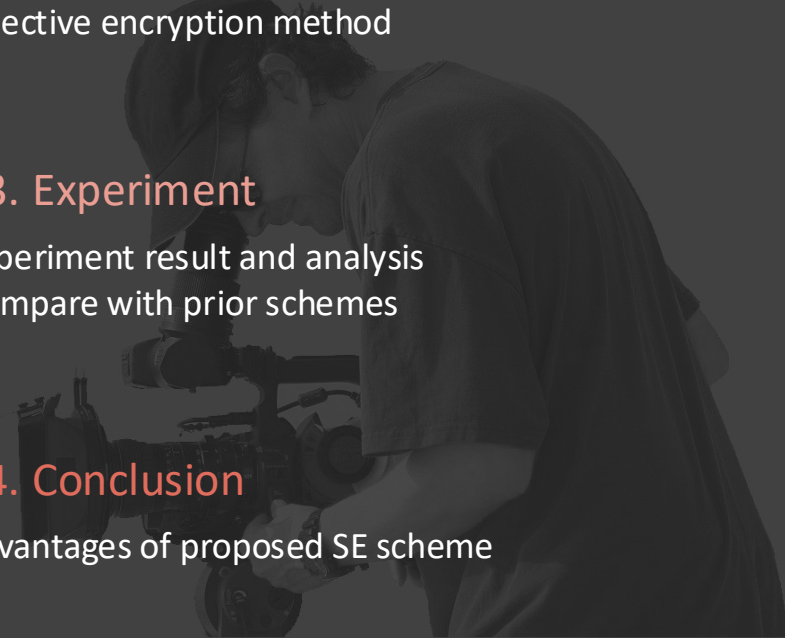 ective encryption method
3. Experiment
periment result and analysis
mpare with prior schemes
4. Conclusion
vantages of proposed SE scheme